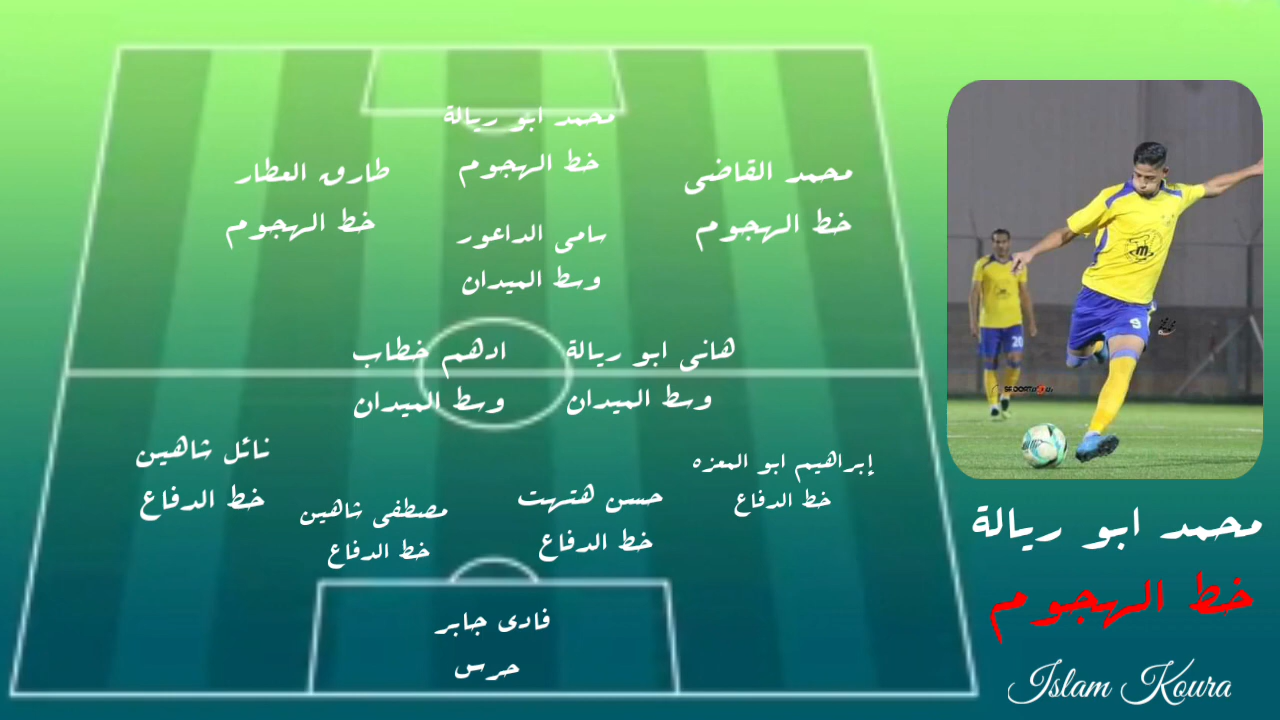 محمد ابو ريالة
خط الهجوم
محمد القاضى
خط الهجوم
طارق العطار
خط الهجوم
سامى الداعور
وسط الميدان
هانى ابو ريالة
وسط الميدان
ادهم خطاب
وسط الميدان
إبراهيم ابو المعزه
خط الدفاع
حسن هتهت
خط الدفاع
مصطفى شاهين
خط الدفاع
نائل شاهين
خط الدفاع
فادى جابر
حرس
9
20
محمد ابو ريالة
خط الهجوم
Islam Koura